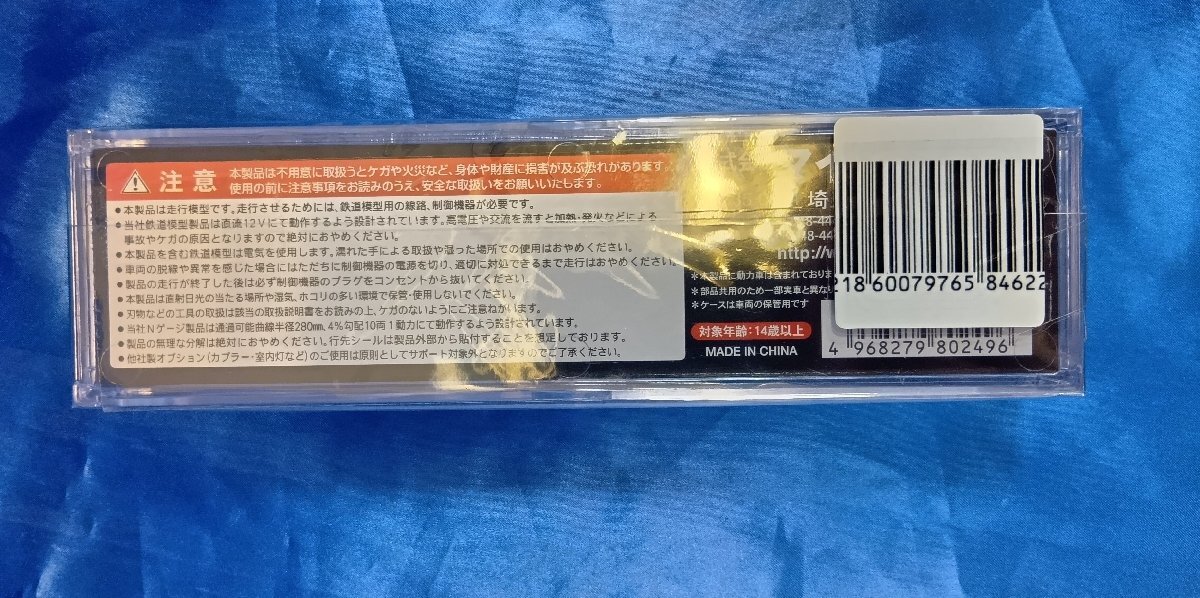 注意
本製品は不用意に取扱うとケガや火災など、身体や財産に損害が及ぶ恐れがあります。
使用の前に注意事項をお読みのうえ、安全な取扱いをお願いいたします。
●本製品は走行模型です。走行させるためには、鉄道模型用の線路、制御機器が必要です。
●当社鉄道模型製品は直流12Vにて動作するよう設計されています。高電圧や交流を流すと加熱・発火などによる
事故やケガの原因となりますので絶対におやめください。
●本製品を含む鉄道模型は電気を使用します。濡れた手による取扱や湿った場所での使用はおやめください。
●車両の脱線や異常を感じた場合にはただちに制御機器の電源を切り、適切に対処できるまで走行はおやめください。
●製品の走行が終了した後は必ず制御機器のプラグをコンセントから抜いてください。
●本製品は直射日光の当たる場所や湿気、ホコリの多い環境で保管・使用しないでください。
●刃物などの工具の取扱は該当の取扱説明書をお読みの上、ケガのないようにご注意ねがいます。
●当社Nゲージ製品は通過可能曲線半径280mm、4%勾配10両1動力にて動作するよう設計されています。
●製品の無理な分解は絶対におやめください。行先シールは製品外部から貼付することを想定しております。
●他社製オプション(カプラー・室内灯など)のご使用は原則としてサポート対象外となりますのでご了承ください。
埼
http://w
＊本製品に動力車は含まれておりま
＊部品共用のため一部実車と異な
＊ケースは車両の保管用です
対象年齢:14歳以上
MADE IN CHINA
218 60079765 84622
4 968279 802496